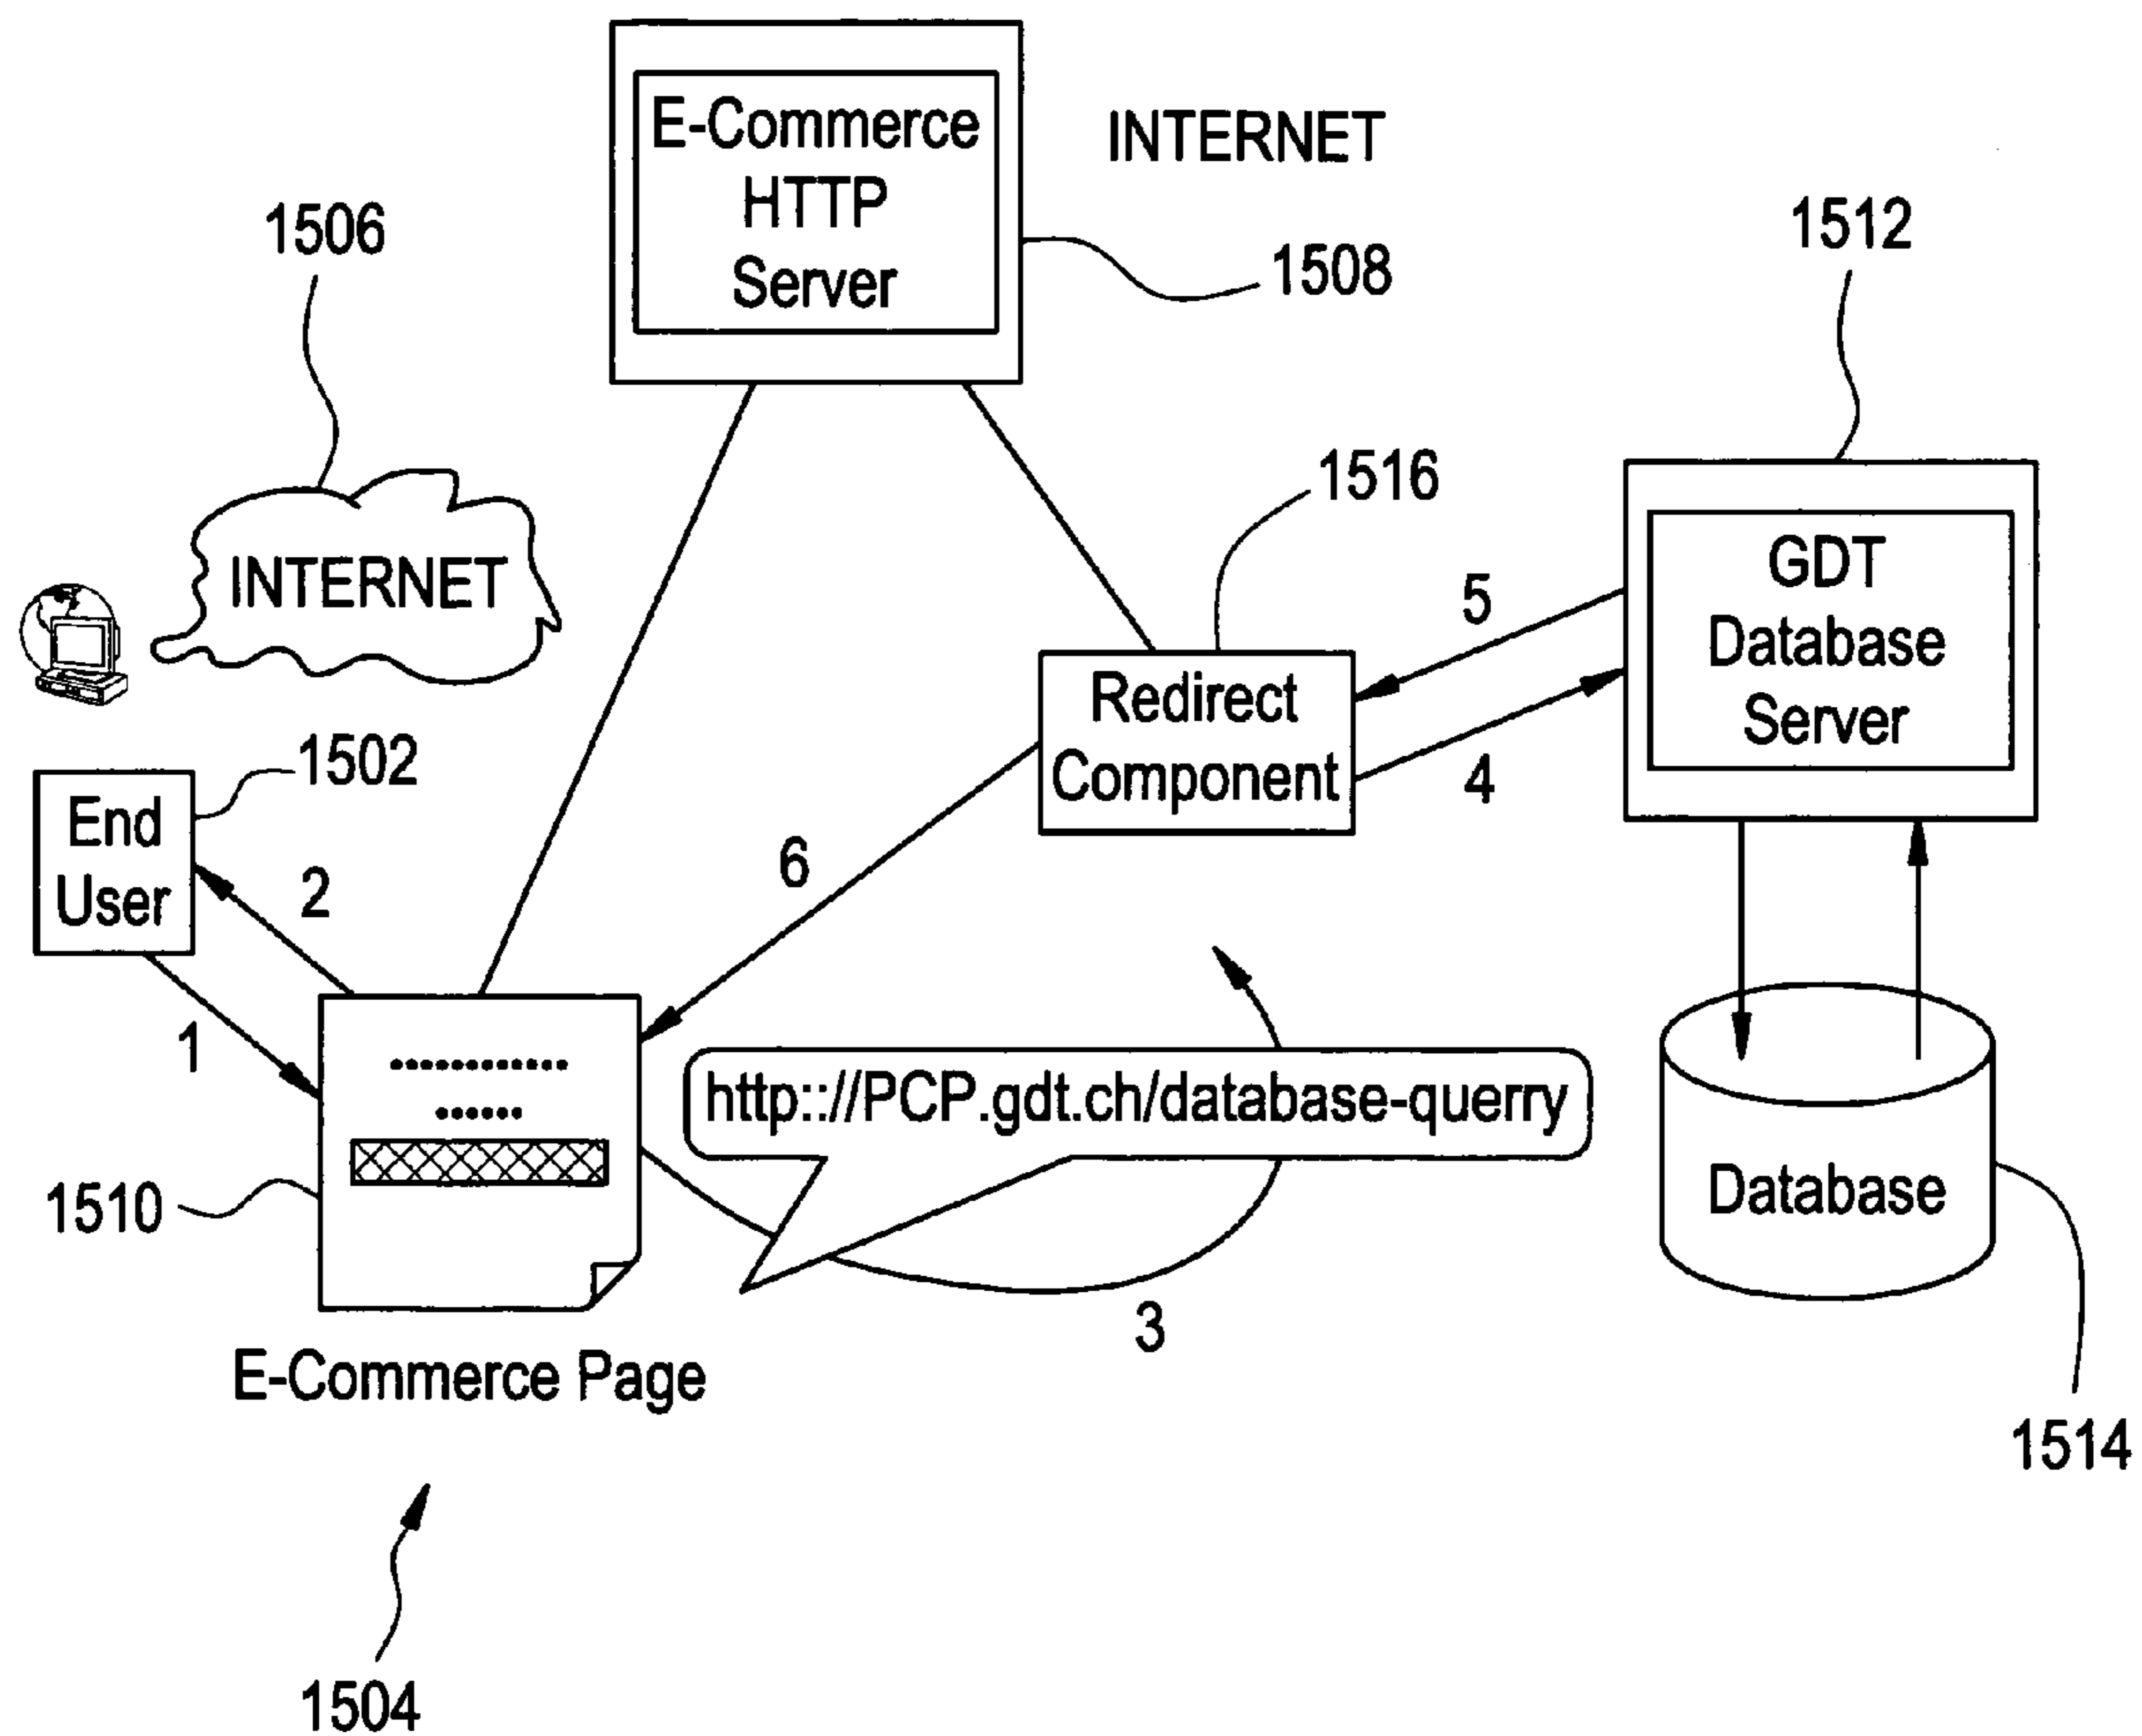 E-Commerce
HTTP
Server
INTERNET
1506
1508
1512
INTERNET
1516
GDT
Database
Server
5
Redirect
Component
4
1502
End
User
2
6
1
http:://PCP.gdt.ch/database-querry
Database
1510
3
E-Commerce Page
1514
1504